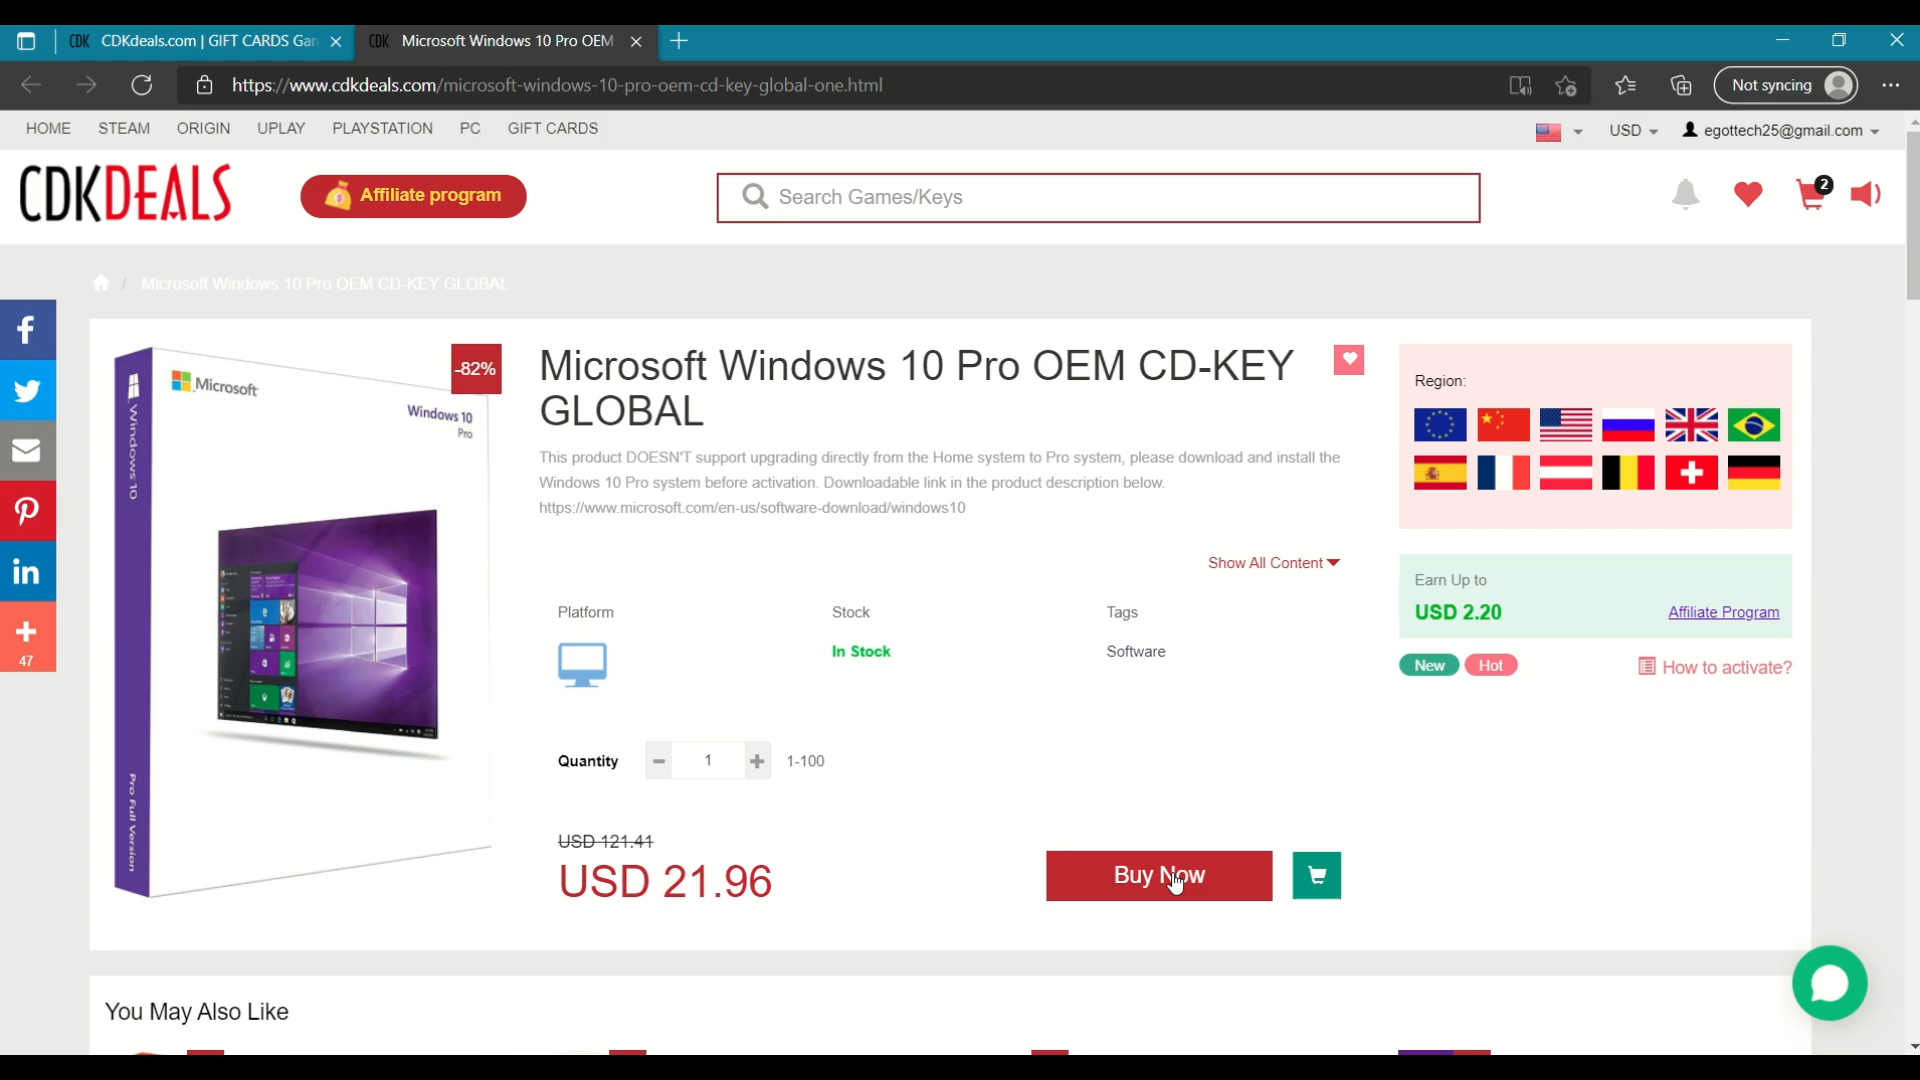 CDKdeals.com | GIFT CARDS Gam
Microsoft Windows 10 Pro OEM
https://www.cdkdeals.com/microsoft-windows-10-pro-oem-cd-key-global-one.html
Not syncing
HOME STEAM ORIGIN UPLAY PLAYSTATION PC GIFT CARDS
USD egottech25@gmail.com
CDKDEALS
Affiliate program
Search Games/Keys
2
/ Microsoft Windows 10 Pro OEM CD-KEY GLOBAL
47
-82%
Microsoft
Windows 10
Pro
Windows 10
Pro Full Version
Microsoft Windows 10 Pro OEM CD-KEY
GLOBAL
This product DOESN'T support upgrading directly from the Home system to Pro system, please download and install the
Windows 10 Pro system before activation. Downloadable link in the product description below.
https://www.microsoft.com/en-us/software-download/windows10
Show All Content
Platform Stock Tags
In Stock Software
Quantity - 1 + 1-100
USD 121.41
USD 21.96
Buy Now
Region:
Earn Up to
USD 2.20 Affiliate Program
New Hot How to activate?
You May Also Like